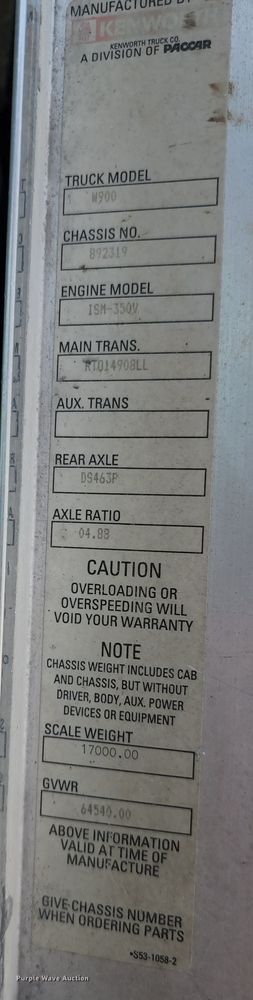 MANUFACTURED BY
KENWORTH
KENWORTH TRUCK CO.
A DIVISION OF PACCAR
TRUCK MODEL
W900
CHASSIS NO.
892319
ENGINE MODEL
ISM-350V
MAIN TRANS.
RTO14908LL
AUX. TRANS
REAR AXLE
DS463P
AXLE RATIO
04.88
CAUTION
OVERLOADING OR
OVERSPEEDING WILL
VOID YOUR WARRANTY
NOTE
CHASSIS WEIGHT INCLUDES CAB
AND CHASSIS, BUT WITHOUT
DRIVER, BODY, AUX. POWER
DEVICES OR EQUIPMENT
SCALE WEIGHT
17000.00
GVWR
64540.00
ABOVE INFORMATION
VALID AT TIME OF
MANUFACTURE
GIVE CHASSIS NUMBER
WHEN ORDERING PARTS
*S53-1058-2
Purple Wave Auction